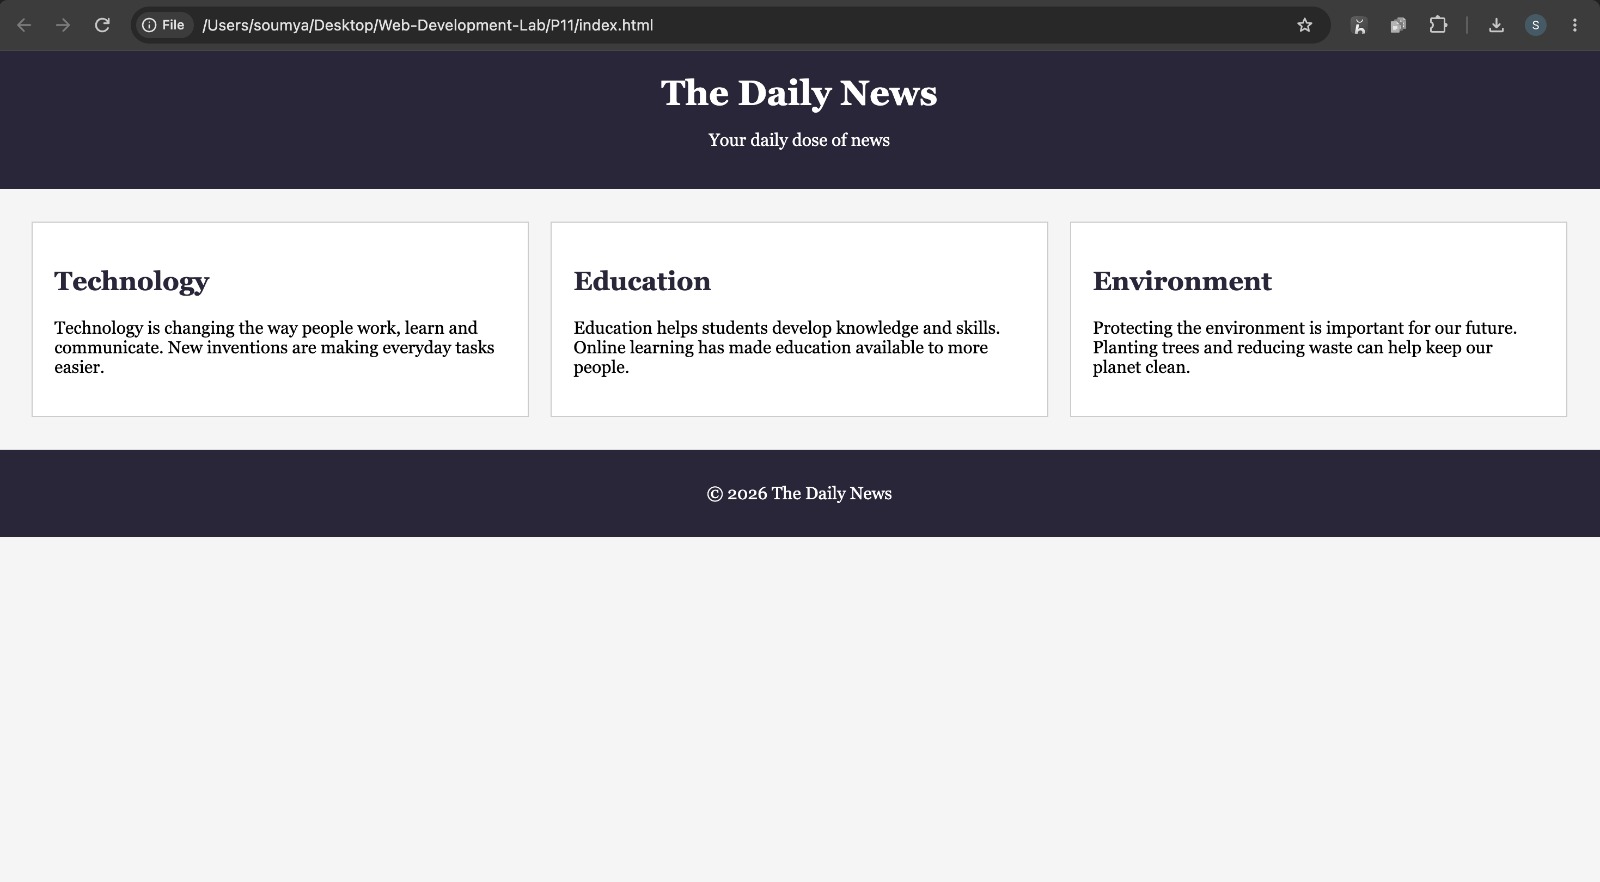 File /Users/soumya/Desktop/Web-Development-Lab/P11/index.html
S
The Daily News
Your daily dose of news
Technology
Technology is changing the way people work, learn and
communicate. New inventions are making everyday tasks
easier.
Education
Education helps students develop knowledge and skills.
Online learning has made education available to more
people.
Environment
Protecting the environment is important for our future.
Planting trees and reducing waste can help keep our
planet clean.
© 2026 The Daily News